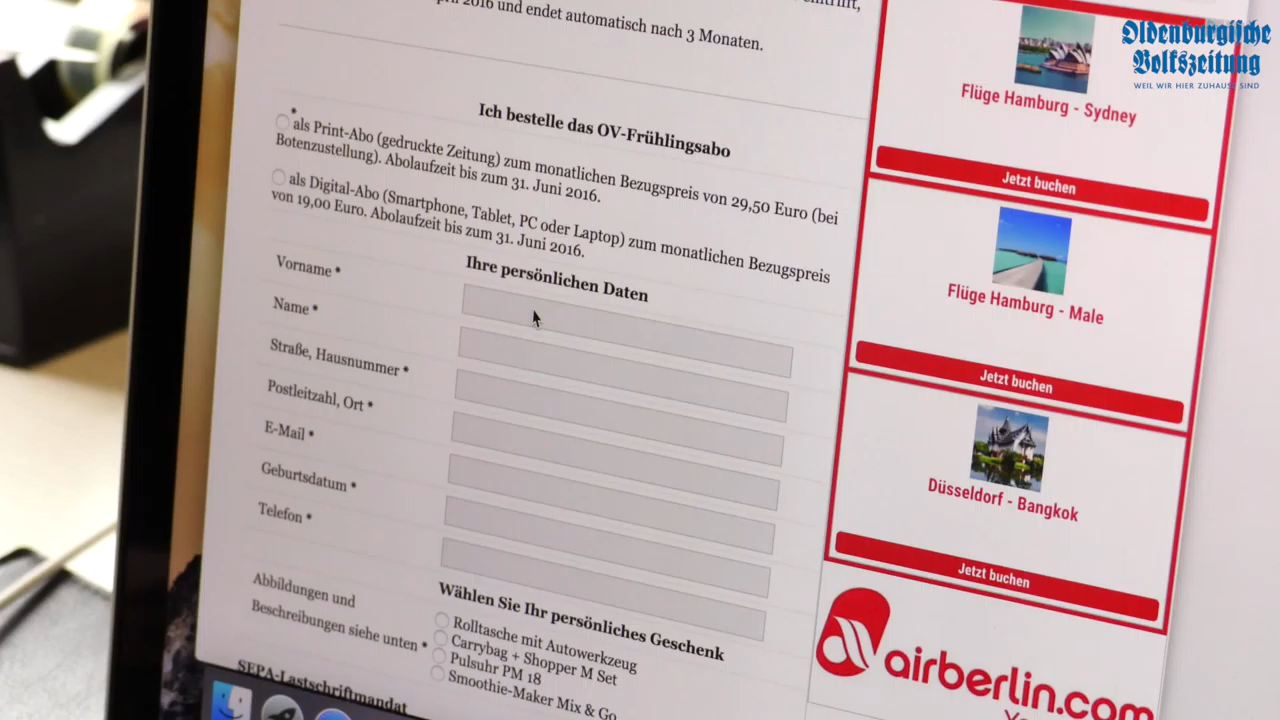 Oldenburgische
Volkszeitung
WEIL WIR HIER ZUHAUSE SIND
2016 und endet automatisch nach 3 Monaten.
Ich bestelle das OV-Frühlingsabo
*
als Print-Abo (gedruckte Zeitung) zum monatlichen Bezugspreis von 29,50 Euro (bei
Botenzustellung). Abolaufzeit bis zum 31. Juni 2016.
als Digital-Abo (Smartphone, Tablet, PC oder Laptop) zum monatlichen Bezugspreis
von 19,00 Euro. Abolaufzeit bis zum 31. Juni 2016.
Ihre persönlichen Daten
Vorname *
Name *
Straße, Hausnummer *
Postleitzahl, Ort *
E-Mail *
Geburtsdatum *
Telefon *
Wählen Sie Ihr persönliches Geschenk
Abbildungen und
Beschreibungen siehe unten *
Rolltasche mit Autowerkzeug
Carrybag + Shopper M Set
Pulsuhr PM 18
Smoothie-Maker Mix & Go
SEPA-Lastschriftmandat
Flüge Hamburg - Sydney
Jetzt buchen
Flüge Hamburg - Male
Jetzt buchen
Düsseldorf - Bangkok
Jetzt buchen
airberlin.com